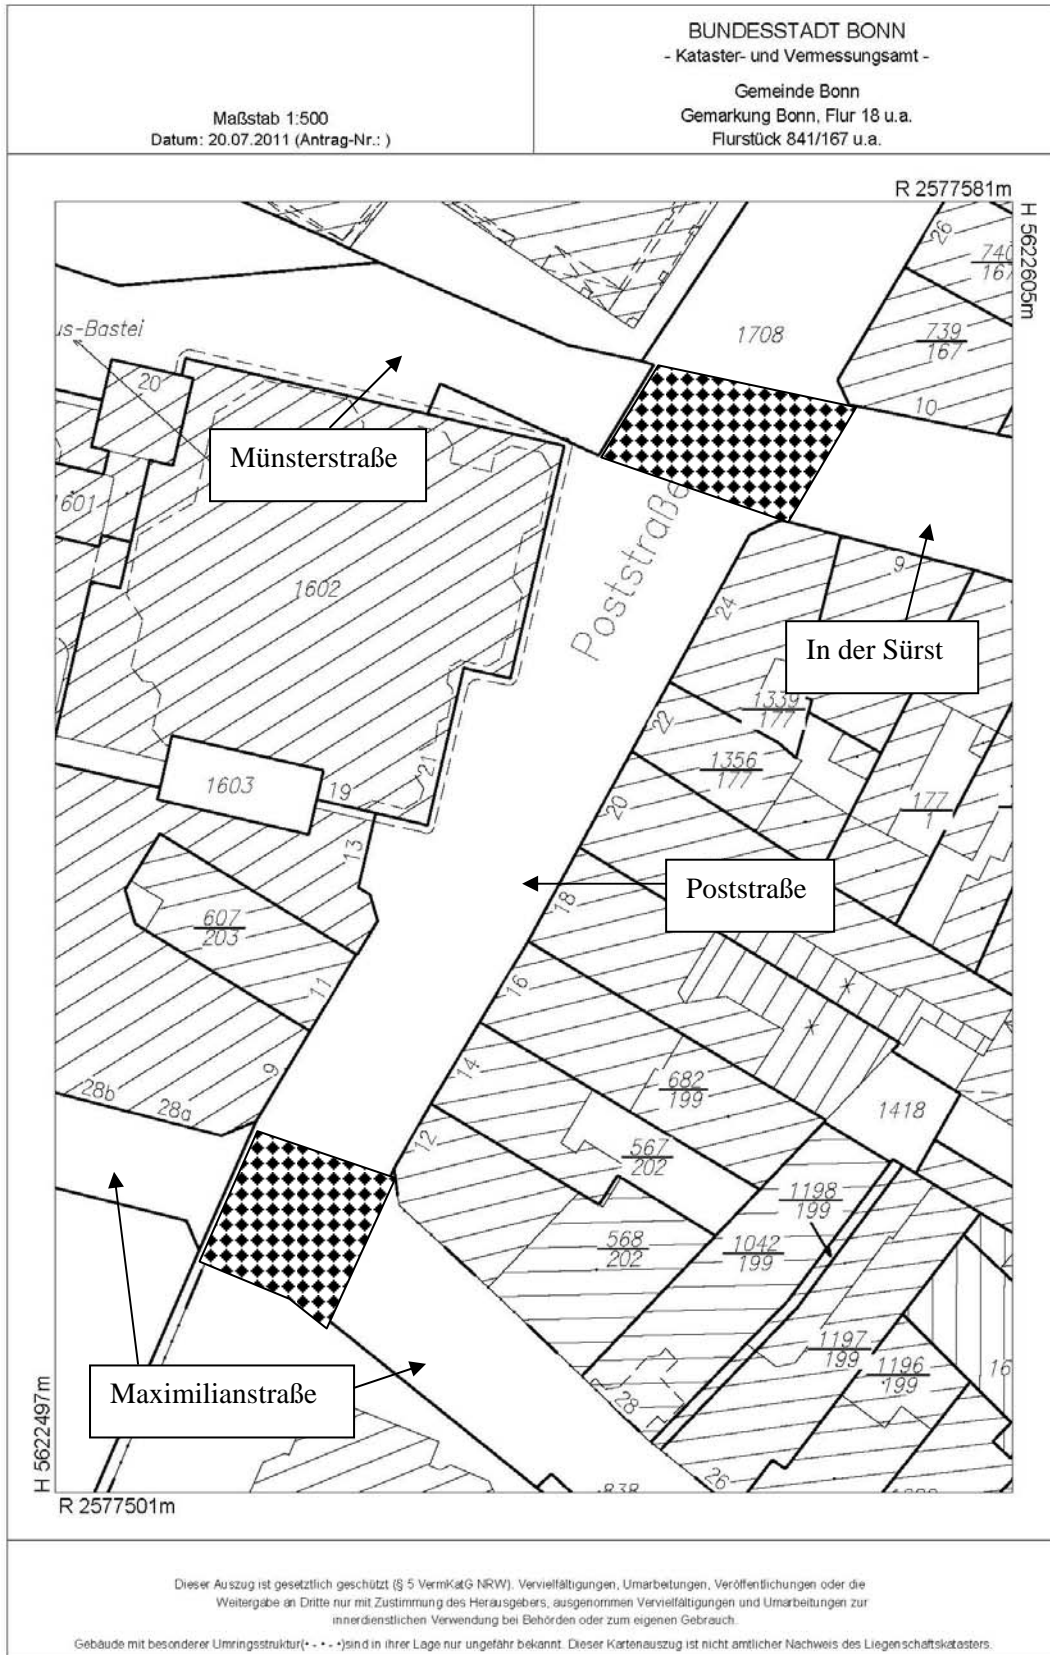 BUNDESSTADT BONN
- Kataster- und Vermessungsamt -
Gemeinde Bonn
Gemarkung Bonn, Flur 18 u.a.
Flurstück 841/167 u.a.
Maßstab 1:500
Datum: 20.07.2011 (Antrag-Nr.: )
R 2577581m
H 5622605m
26
740
167
1708
739
167
us-Bastei
20
10
Münsterstraße
1601
Poststraße
9
1602
24
In der Sürst
1339
177
22
1356
177
1603
19
21
20
177
1
13
Poststraße
18
607
203
11
16
9
14
682
199
28b
28a
1418
12
567
202
1198
199
568
202
1042
199
1197
199
1196
199
16
Maximilianstraße
28
26
838
H 5622497m
R 2577501m
Dieser Auszug ist gesetzlich geschützt (§ 5 VermKatG NRW). Vervielfältigungen, Umarbeitungen, Veröffentlichungen oder die
Weitergabe an Dritte nur mit Zustimmung des Herausgebers, ausgenommen Vervielfältigungen und Umarbeitungen zur
innerdienstlichen Verwendung bei Behörden oder zum eigenen Gebrauch.
Gebäude mit besonderer Umringsstruktur(• - • - •)sind in ihrer Lage nur ungefähr bekannt. Dieser Kartenauszug ist nicht amtlicher Nachweis des Liegenschaftskatasters.